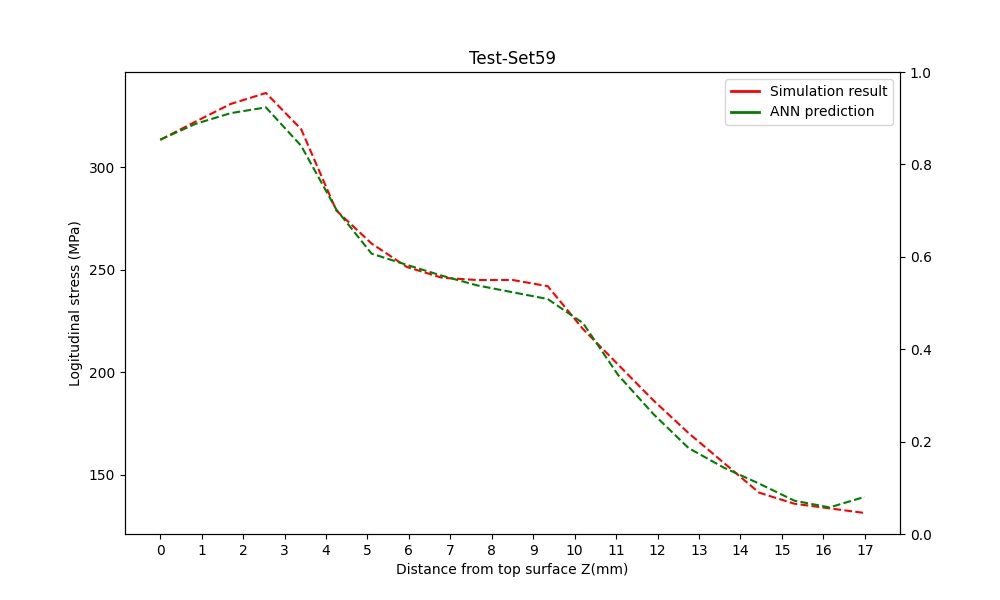 Test-Set59
Simulation result
ANN prediction
Logitudinal stress (MPa)
300
250
200
150
1.0
0.8
0.6
0.4
0.2
0.0
0 1 2 3 4 5 6 7 8 9 10 11 12 13 14 15 16 17
Distance from top surface Z(mm)